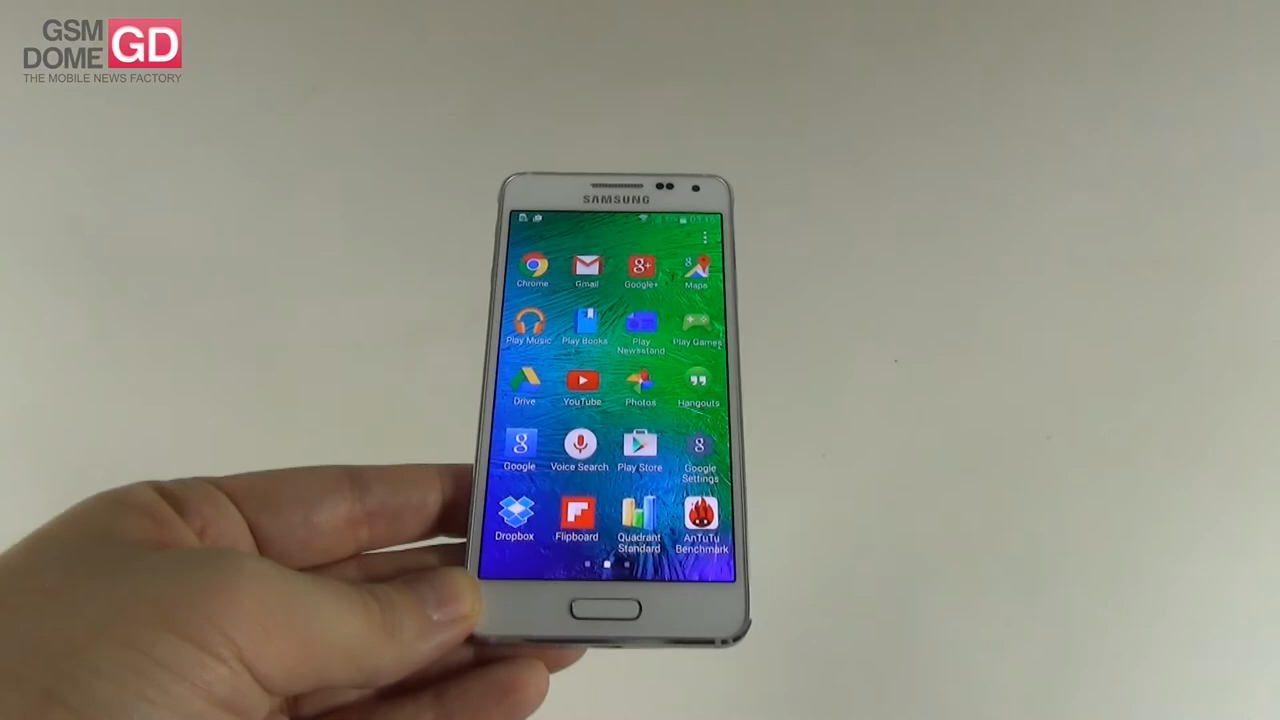 GSM
DOME GD
THE MOBILE NEWS FACTORY
SAMSUNG
Chrome Gmail Google+ Maps
Play Music Play Books Play Newsstand Play Games
Drive YouTube Photos Hangouts
Google Voice Search Play Store Google Settings
Dropbox Flipboard Quadrant Standard AnTuTu Benchmark